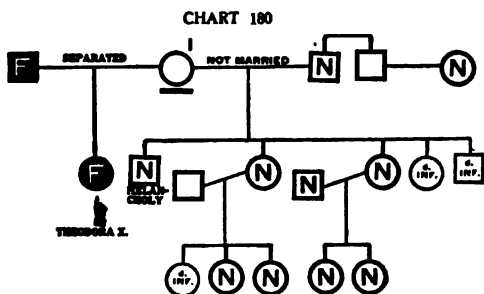 CHART 180
I
F SEPARATED NOT MARRIED N N
F N N N d. INF. d. INF.
MELAN-
CHOLY
N
THEODORA X.
d. INF. N N N N